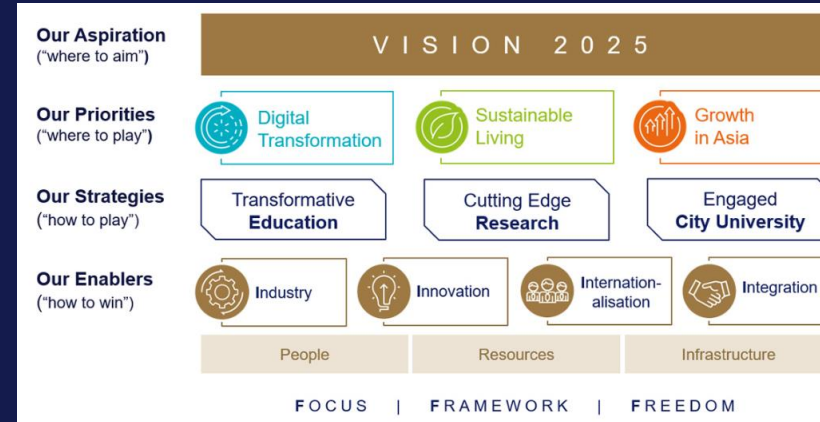 Our Aspiration
("where to aim")
VISION 2025
Our Priorities
("where to play")
Digital
Transformation
Sustainable
Living
Growth
in Asia
Our Strategies
("how to play")
Transformative
Education
Cutting Edge
Research
Engaged
City University
Our Enablers
("how to win")
Industry
Innovation
Internation-
alisation
Integration
People
Resources
Infrastructure
FOCUS | FRAMEWORK | FREEDOM